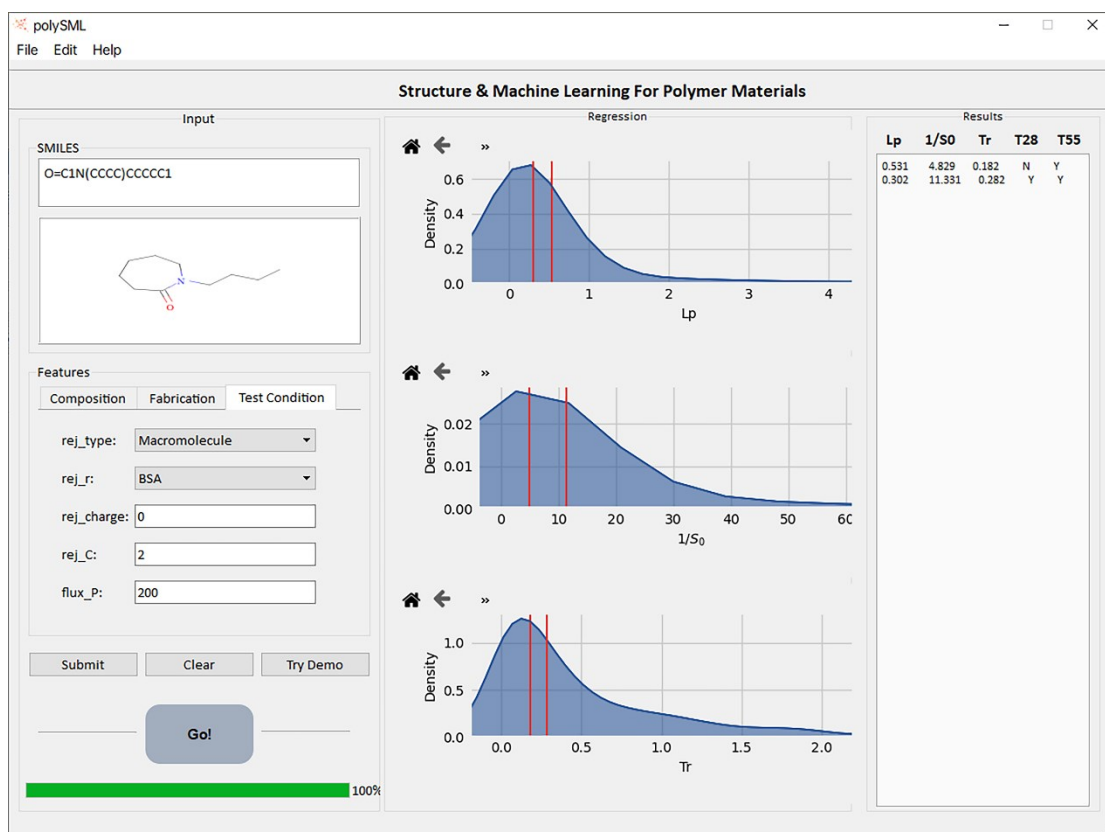 polySML
File Edit Help
Structure & Machine Learning For Polymer Materials
Input
SMILES
O=C1N(CCCC)CCCCC1
N
O
Features
Composition Fabrication Test Condition
rej_type: Macromolecule
rej_r: BSA
rej_charge: 0
rej_C: 2
flux_P: 200
Submit Clear Try Demo
Go!
100%
Regression
»
Density
0.6
0.4
0.2
0.0
0 1 2 3 4
Lp
»
Density
0.02
0.01
0.00
0 10 20 30 40 50 60
1/S₀
»
Density
1.0
0.5
0.0
0.0 0.5 1.0 1.5 2.0
Tr
Results
Lp 1/S0 Tr T28 T55
0.531 4.829 0.182 N Y
0.302 11.331 0.282 Y Y